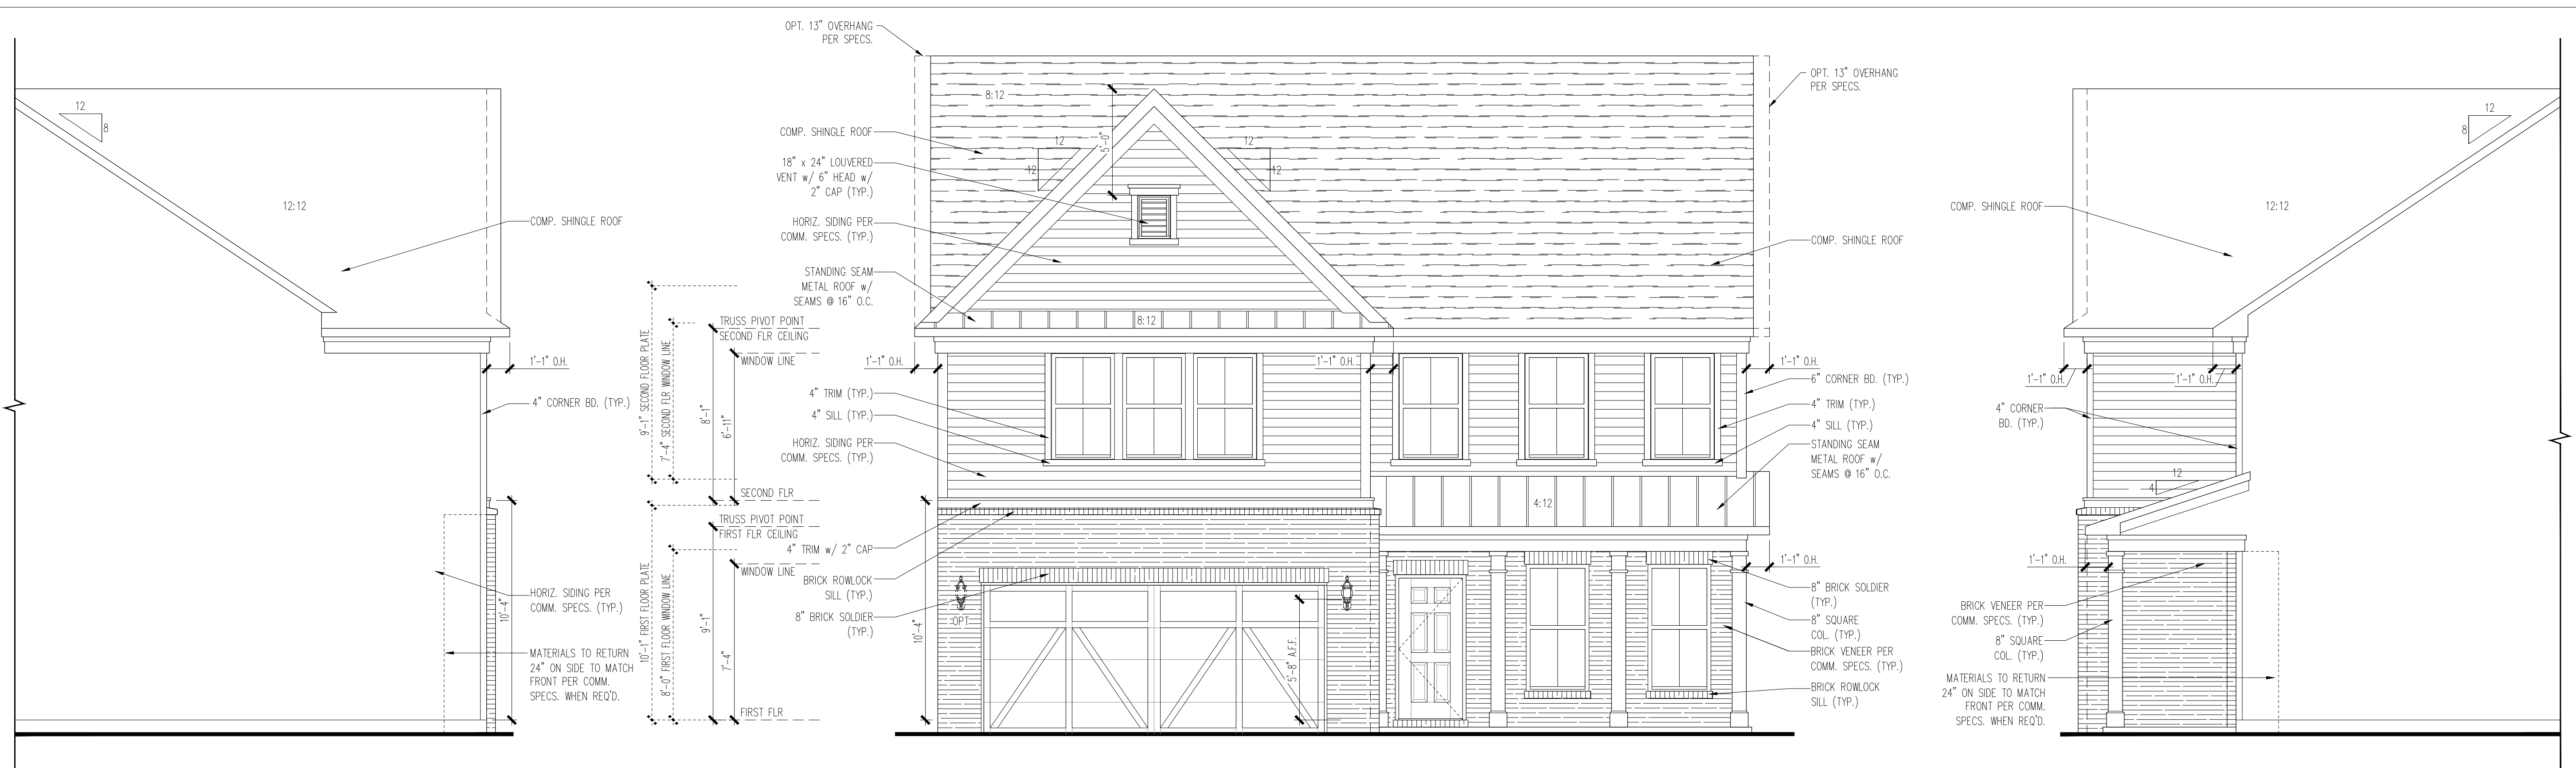 12
8
12:12
COMP. SHINGLE ROOF
1'-1" O.H.
4" CORNER BD. (TYP.)
HORIZ. SIDING PER
COMM. SPECS. (TYP.)
10'-4"
MATERIALS TO RETURN
24" ON SIDE TO MATCH
FRONT PER COMM.
SPECS. WHEN REQ'D.
9'-1" SECOND FLOOR PLATE
7'-4" SECOND FLR WINDOW LINE
8'-1"
6'-11"
TRUSS PIVOT POINT
SECOND FLR CEILING
WINDOW LINE
SECOND FLR
TRUSS PIVOT POINT
FIRST FLR CEILING
WINDOW LINE
FIRST FLR
10'-1" FIRST FLOOR PLATE
8'-0" FIRST FLOOR WINDOW LINE
9'-1"
7'-4"
OPT. 13" OVERHANG
PER SPECS.
COMP. SHINGLE ROOF
18" x 24" LOUVERED
VENT w/ 6" HEAD w/
2" CAP (TYP.)
HORIZ. SIDING PER
COMM. SPECS. (TYP.)
STANDING SEAM
METAL ROOF w/
SEAMS @ 16" O.C.
1'-1" O.H.
4" TRIM (TYP.)
4" SILL (TYP.)
HORIZ. SIDING PER
COMM. SPECS. (TYP.)
4" TRIM w/ 2" CAP
BRICK ROWLOCK
SILL (TYP.)
8" BRICK SOLDIER
(TYP.)
10'-4"
8:12
5'-0"
12
12
12
12
8:12
1'-1" O.H.
4:12
OPT
5'-8" A.F.F.
OPT. 13" OVERHANG
PER SPECS.
COMP. SHINGLE ROOF
1'-1" O.H.
6" CORNER BD. (TYP.)
4" TRIM (TYP.)
4" SILL (TYP.)
STANDING SEAM
METAL ROOF w/
SEAMS @ 16" O.C.
1'-1" O.H.
8" BRICK SOLDIER
(TYP.)
8" SQUARE
COL. (TYP.)
BRICK VENEER PER
COMM. SPECS. (TYP.)
BRICK ROWLOCK
SILL (TYP.)
12
8
COMP. SHINGLE ROOF
12:12
1'-1" O.H.
1'-1" O.H.
4" CORNER
BD. (TYP.)
12
4
1'-1" O.H.
BRICK VENEER PER
COMM. SPECS. (TYP.)
8" SQUARE
COL. (TYP.)
MATERIALS TO RETURN
24" ON SIDE TO MATCH
FRONT PER COMM.
SPECS. WHEN REQ'D.